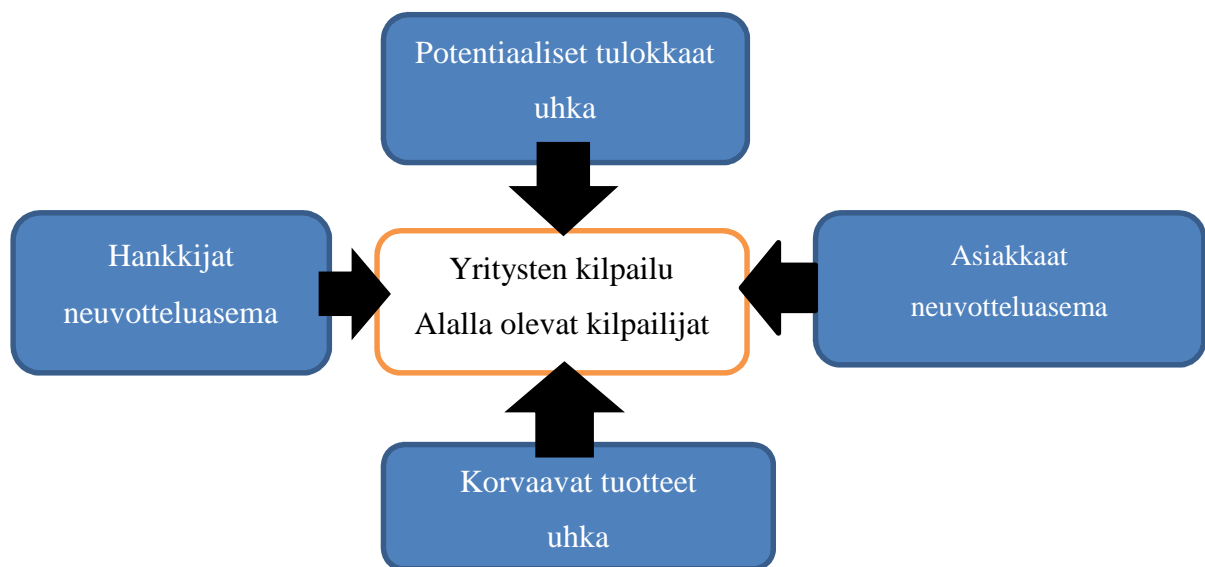 Potentiaaliset tulokkaat
uhka
Hankkijat
neuvotteluasema
Yritysten kilpailu
Alalla olevat kilpailijat
Asiakkaat
neuvotteluasema
Korvaavat tuotteet
uhka